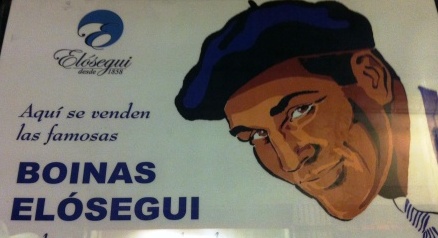 Elósegui
desde 1858
Aquí se venden
las famosas
BOINAS
ELÓSEGUI